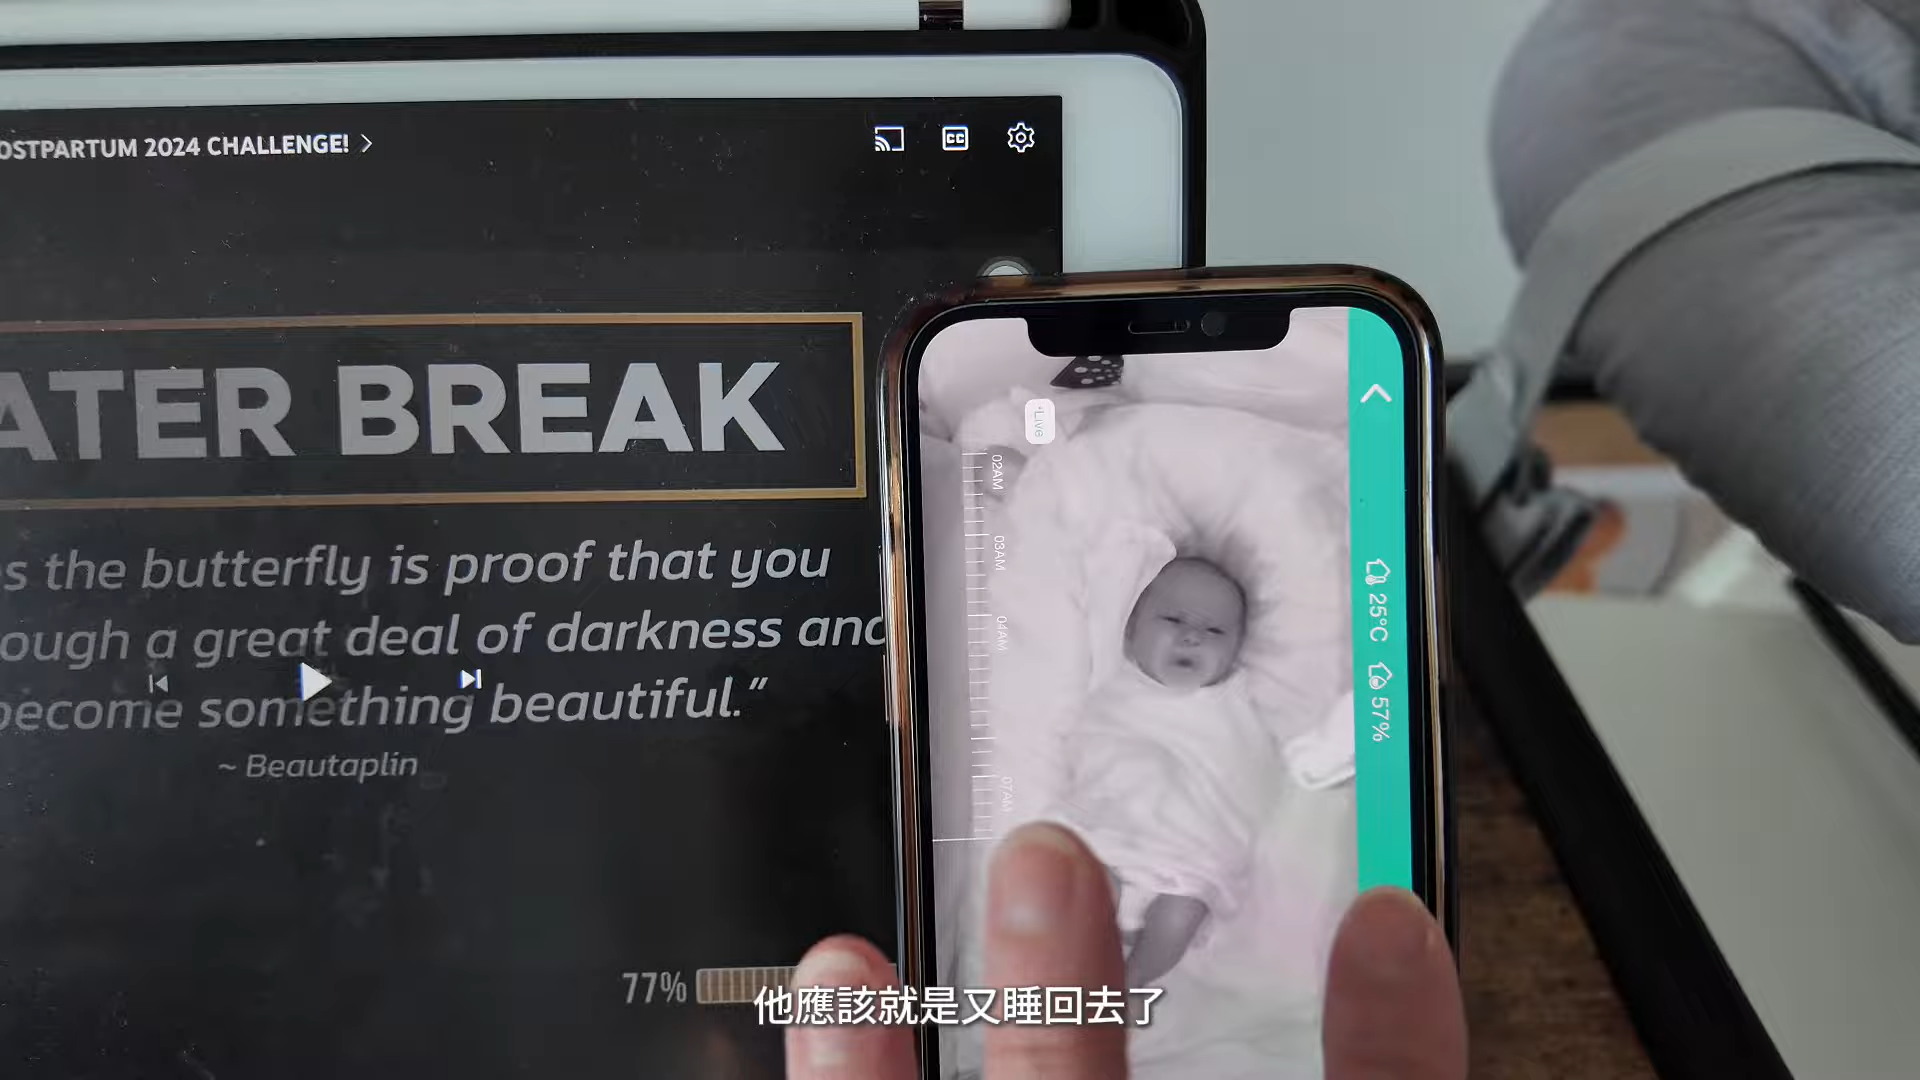 OSTPARTUM 2024 CHALLENGE! >
CC
ATER BREAK
s the butterfly is proof that you
ough a great deal of darkness and
become something beautiful.”
~ Beautaplin
77%
Live
02AM
03AM
04AM
07AM
25°C 57%
他應該就是又睡回去了